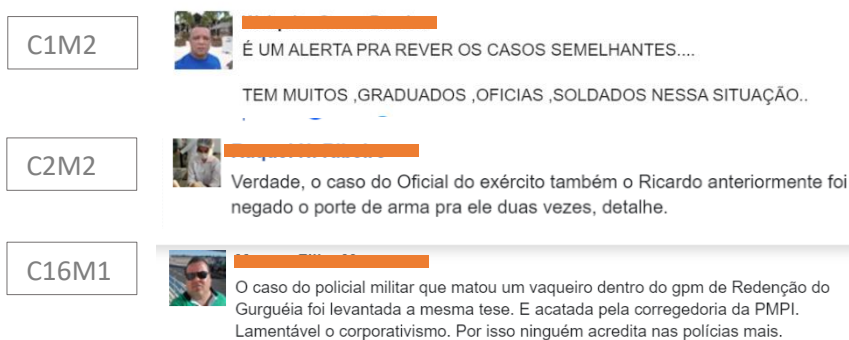 C1M2
É UM ALERTA PRA REVER OS CASOS SEMELHANTES....
TEM MUITOS ,GRADUADOS ,OFICIAS ,SOLDADOS NESSA SITUAÇÃO..
C2M2
Verdade, o caso do Oficial do exército também o Ricardo anteriormente foi
negado o porte de arma pra ele duas vezes, detalhe.
C16M1
O caso do policial militar que matou um vaqueiro dentro do gpm de Redenção do
Gurguéia foi levantada a mesma tese. E acatada pela corregedoria da PMPI.
Lamentável o corporativismo. Por isso ninguém acredita nas polícias mais.